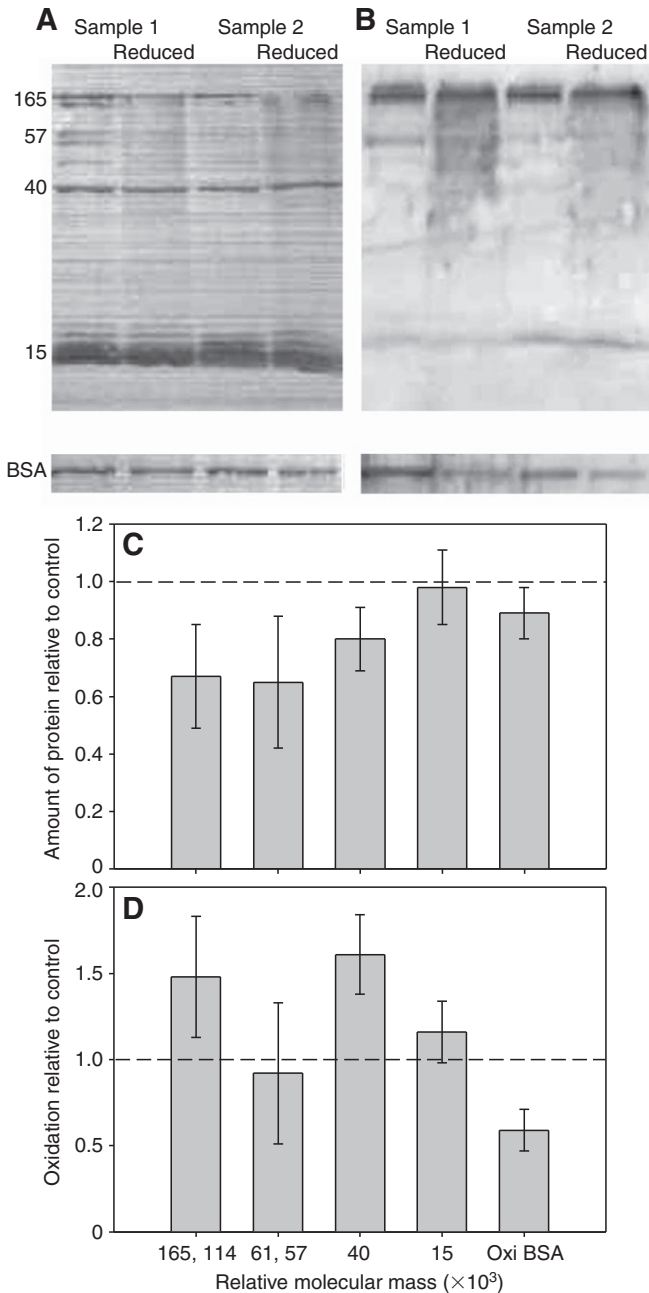 A B
Sample 1 Sample 2 Sample 1 Sample 2
Reduced Reduced Reduced Reduced
165
57
40
15
BSA
C
Amount of protein relative to control
1.2
1.0
0.8
0.6
0.4
0.2
0
D
Oxidation relative to control
2.0
1.5
1.0
0.5
0
165, 114 61, 57 40 15 Oxi BSA
Relative molecular mass (×10³)